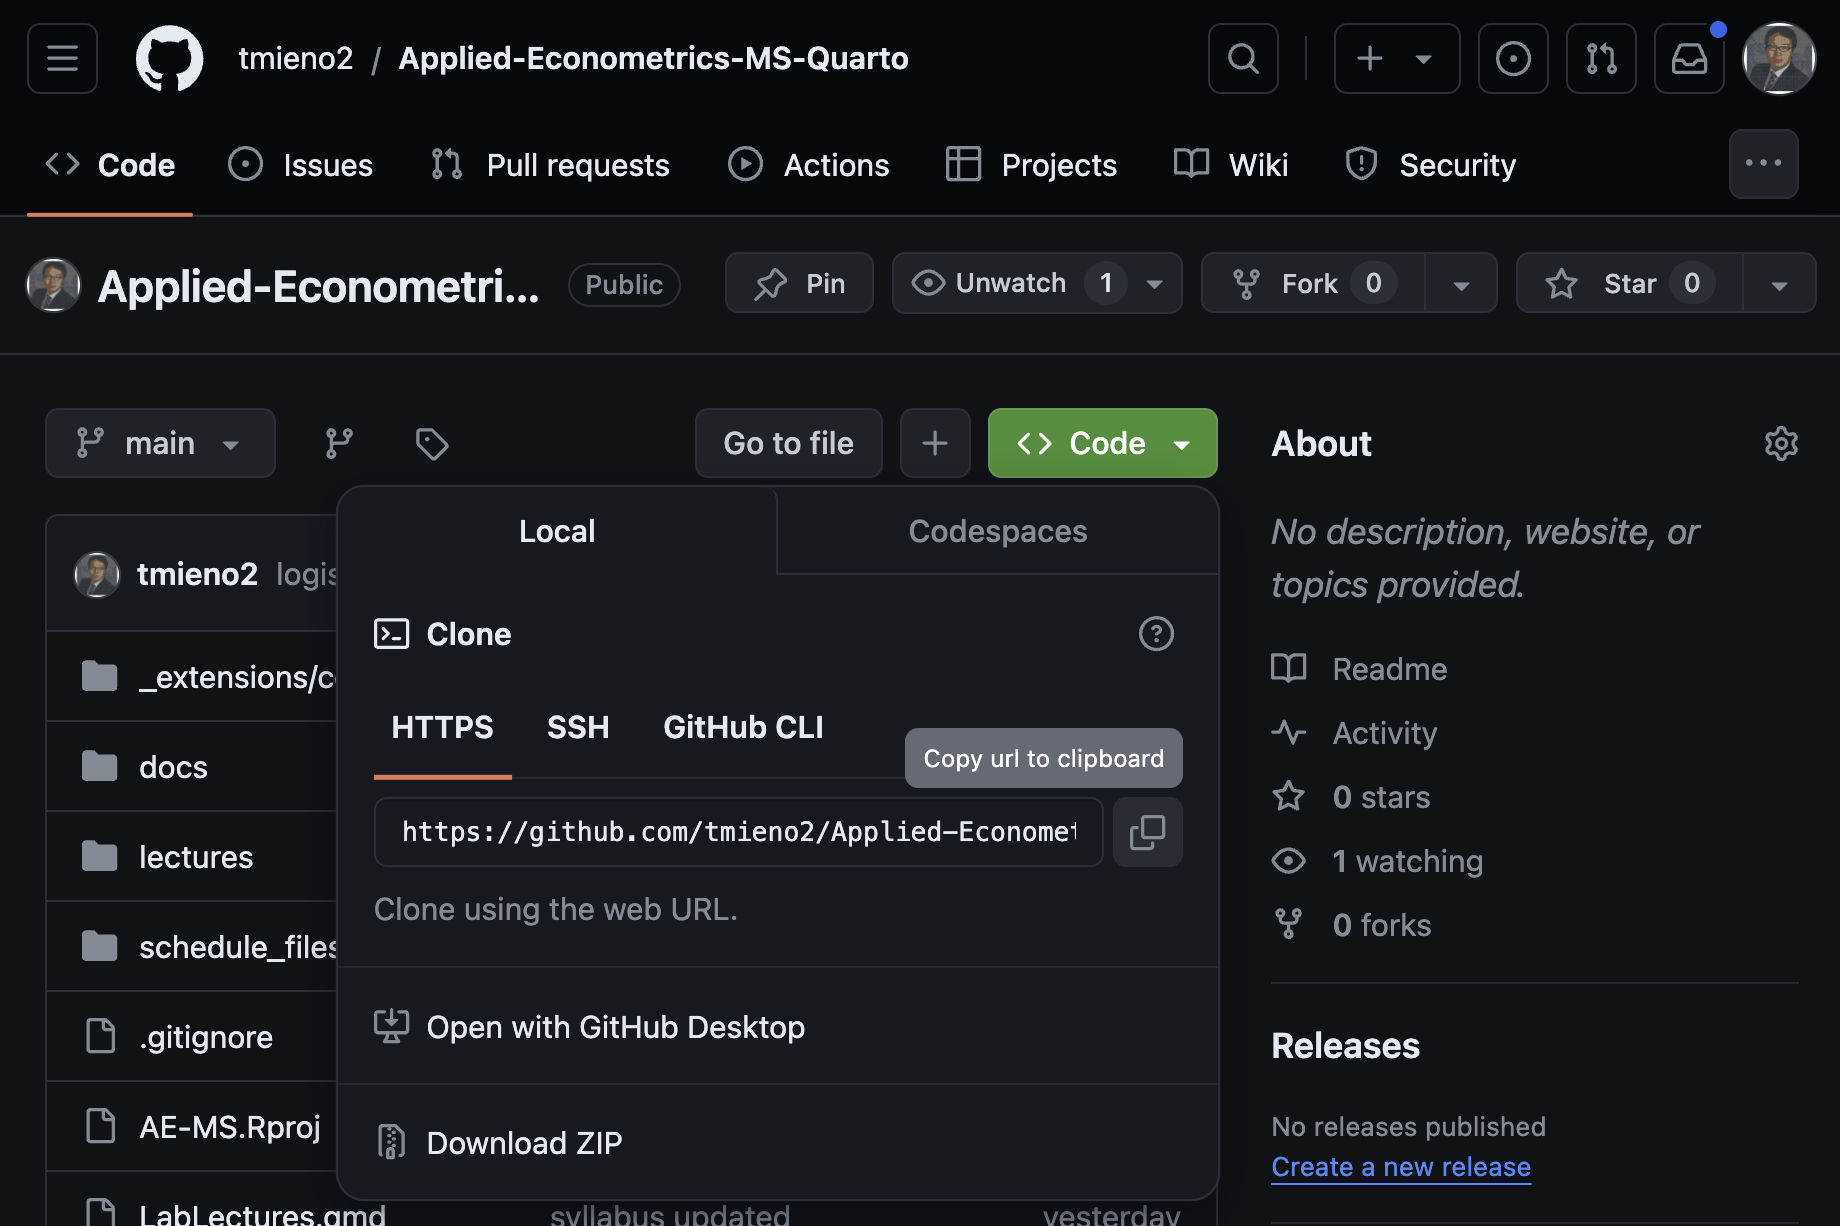 tmieno2 / Applied-Econometrics-MS-Quarto
Code Issues Pull requests Actions Projects Wiki Security
Applied-Econometri... Public Pin Unwatch 1 Fork 0 Star 0
main Go to file Code
Local Codespaces
tmieno2 logis
Clone
_extensions/c
HTTPS SSH GitHub CLI
Copy url to clipboard
docs
https://github.com/tmieno2/Applied-Economet
lectures
Clone using the web URL.
schedule_files
.gitignore
Open with GitHub Desktop
AE-MS.Rproj
Download ZIP
LabLectures.qmd syllabus updated yesterday
About
No description, website, or
topics provided.
Readme
Activity
0 stars
1 watching
0 forks
Releases
No releases published
Create a new release